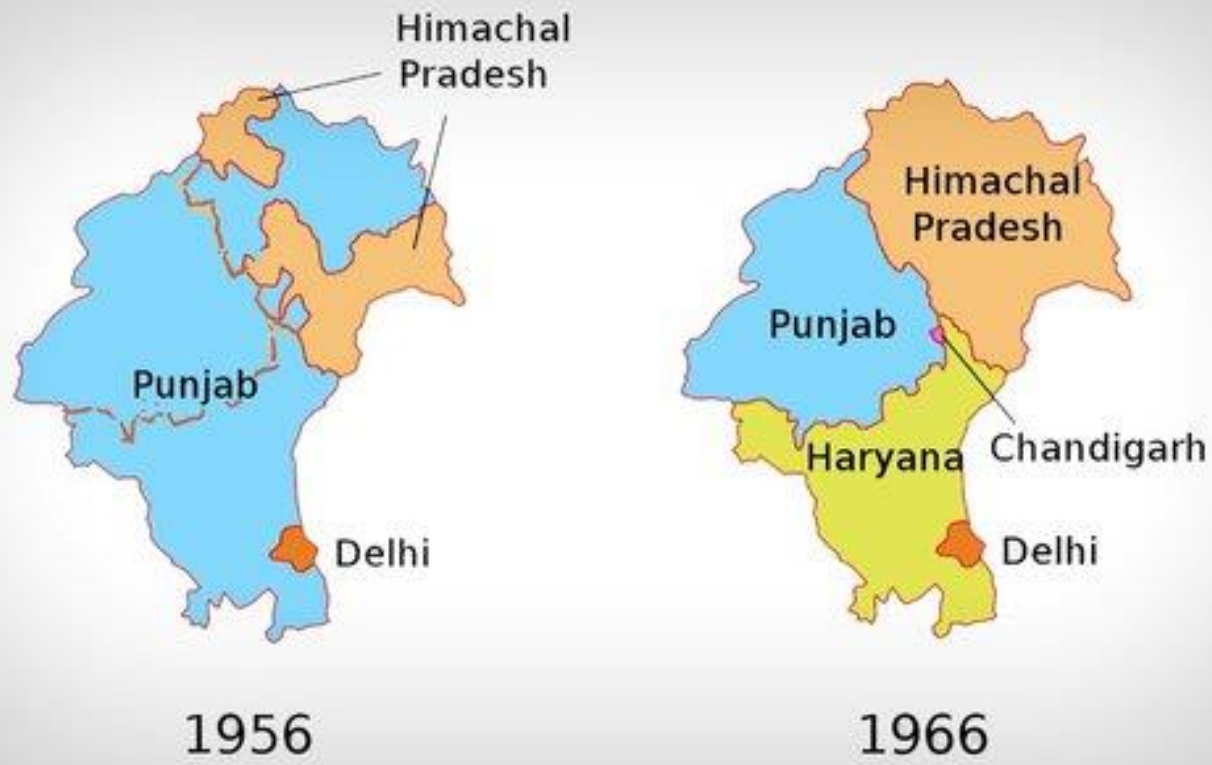 Himachal
Pradesh
Punjab
Delhi
1956
Himachal
Pradesh
Punjab
Haryana
Chandigarh
Delhi
1966